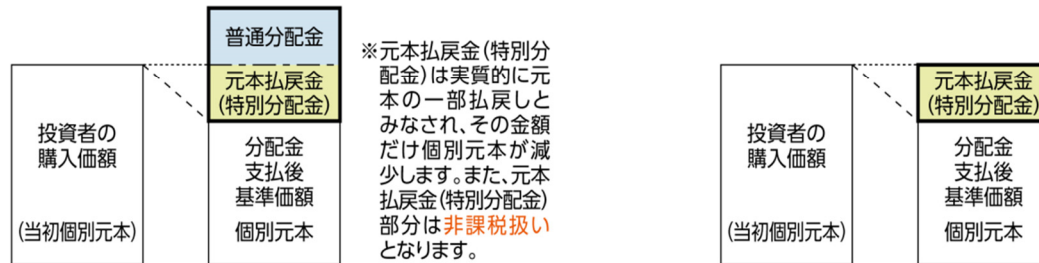 普通分配金
元本払戻金
(特別分配金)
投資者の
購入価額
(当初個別元本)
分配金
支払後
基準価額
個別元本
※元本払戻金(特別分
配金)は実質的に元
本の一部払戻しと
みなされ、その金額
だけ個別元本が減
少します。また、元本
払戻金(特別分配金)
部分は非課税扱い
となります。
元本払戻金
(特別分配金)
投資者の
購入価額
(当初個別元本)
分配金
支払後
基準価額
個別元本